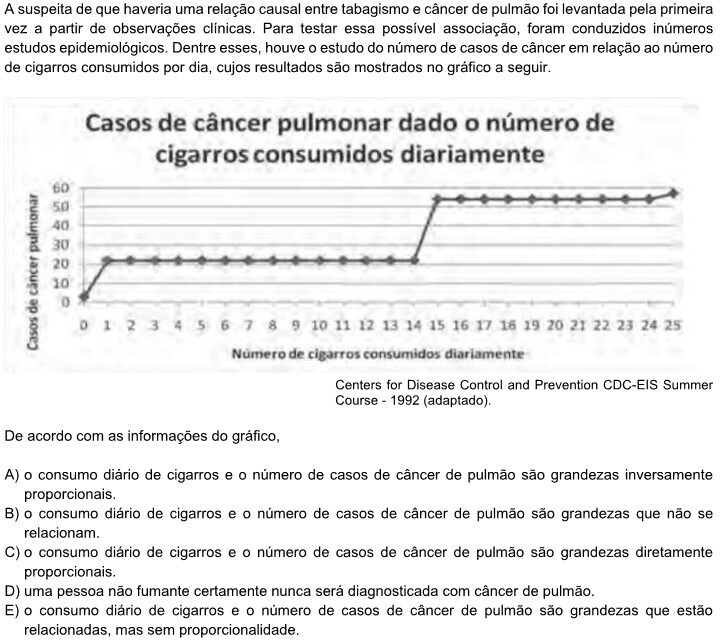 A suspeita de que haveria uma relação causal entre tabagismo e câncer de pulmão foi levantada pela primeira
vez a partir de observações clínicas. Para testar essa possível associação, foram conduzidos inúmeros
estudos epidemiológicos. Dentre esses, houve o estudo do número de casos de câncer em relação ao número
de cigarros consumidos por dia, cujos resultados são mostrados no gráfico a seguir.
Casos de câncer pulmonar dado o número de
cigarros consumidos diariamente
Casos de câncer pulmonar
60
50
40
30
20
10
0
0 1 2 3 4 5 6 7 8 9 10 11 12 13 14 15 16 17 18 19 20 21 22 23 24 25
Número de cigarros consumidos diariamente
Centers for Disease Control and Prevention CDC-EIS Summer
Course - 1992 (adaptado).
De acordo com as informações do gráfico,
A) o consumo diário de cigarros e o número de casos de câncer de pulmão são grandezas inversamente
proporcionais.
B) o consumo diário de cigarros e o número de casos de câncer de pulmão são grandezas que não se
relacionam.
C) o consumo diário de cigarros e o número de casos de câncer de pulmão são grandezas diretamente
proporcionais.
D) uma pessoa não fumante certamente nunca será diagnosticada com câncer de pulmão.
E) o consumo diário de cigarros e o número de casos de câncer de pulmão são grandezas que estão
relacionadas, mas sem proporcionalidade.